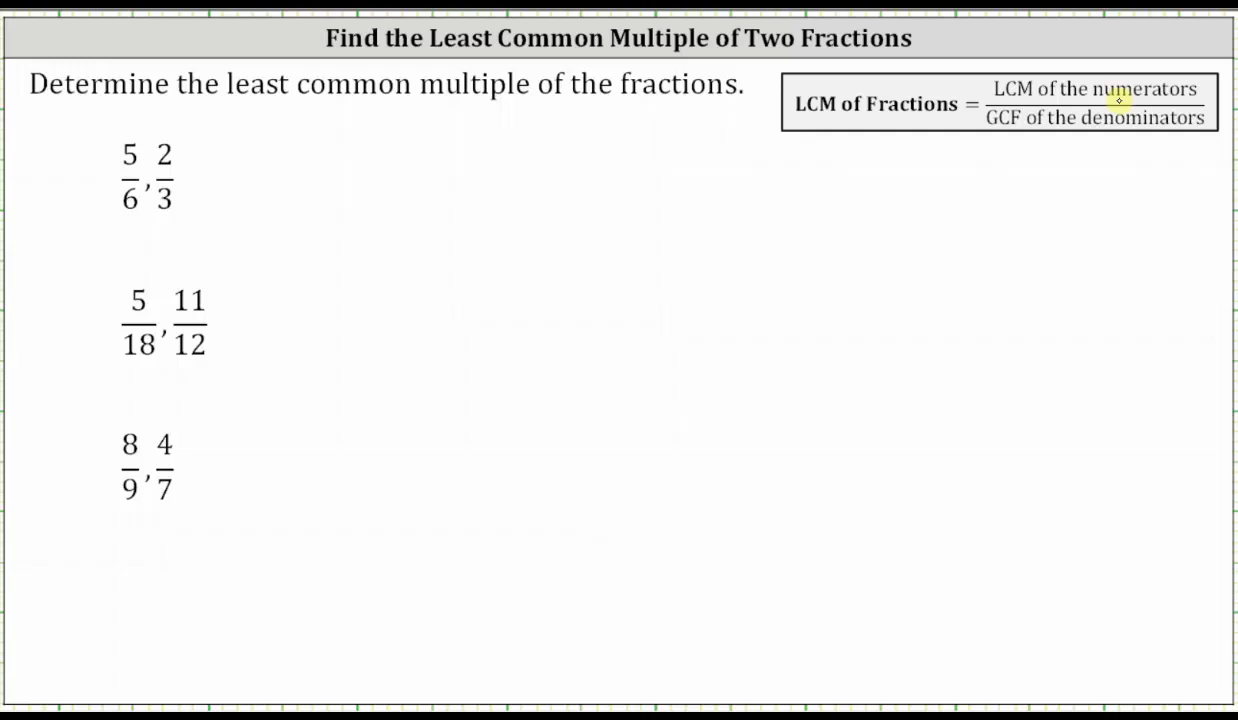 Find the Least Common Multiple of Two Fractions
Determine the least common multiple of the fractions.
LCM of Fractions = LCM of the numerators / GCF of the denominators
5/6, 2/3
5/18, 11/12
8/9, 4/7